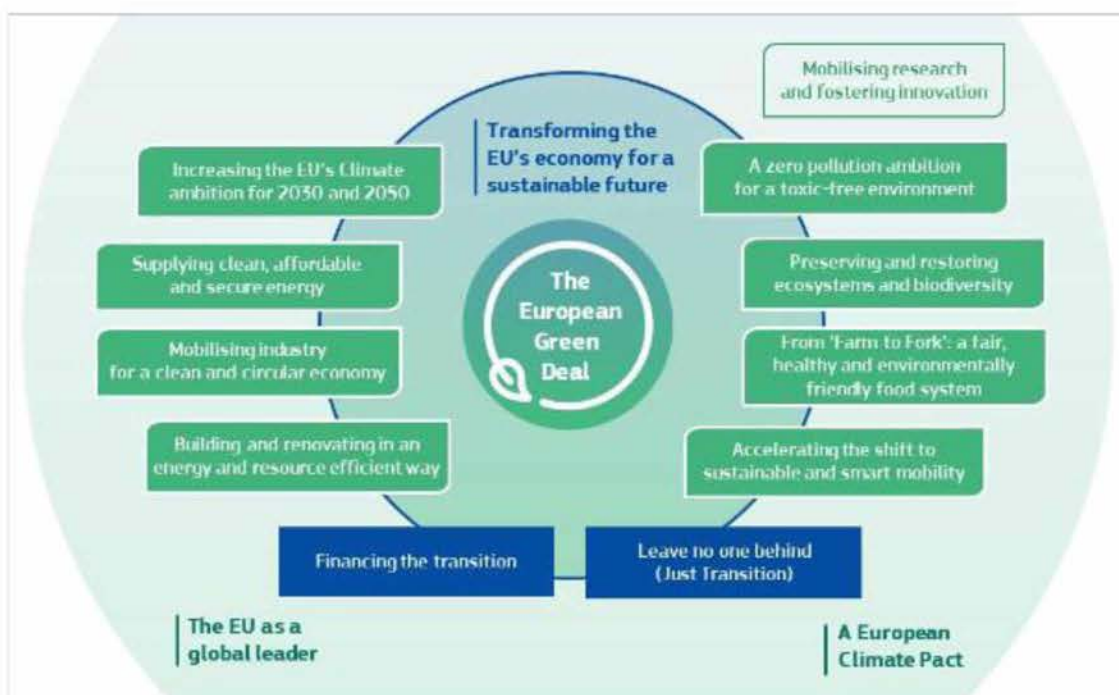 Mobilising research
and fostering innovation
Transforming the
EU's economy for a
sustainable future
Increasing the EU's Climate
ambition for 2030 and 2050
A zero pollution ambition
for a toxic-free environment
Supplying clean, affordable
and secure energy
The
European
Green
Deal
Preserving and restoring
ecosystems and biodiversity
Mobilising industry
for a clean and circular economy
From 'Farm to Fork': a fair,
healthy and environmentally
friendly food system
Building and renovating in an
energy and resource efficient way
Accelerating the shift to
sustainable and smart mobility
Financing the transition
Leave no one behind
(Just Transition)
The EU as a
global leader
A European
Climate Pact